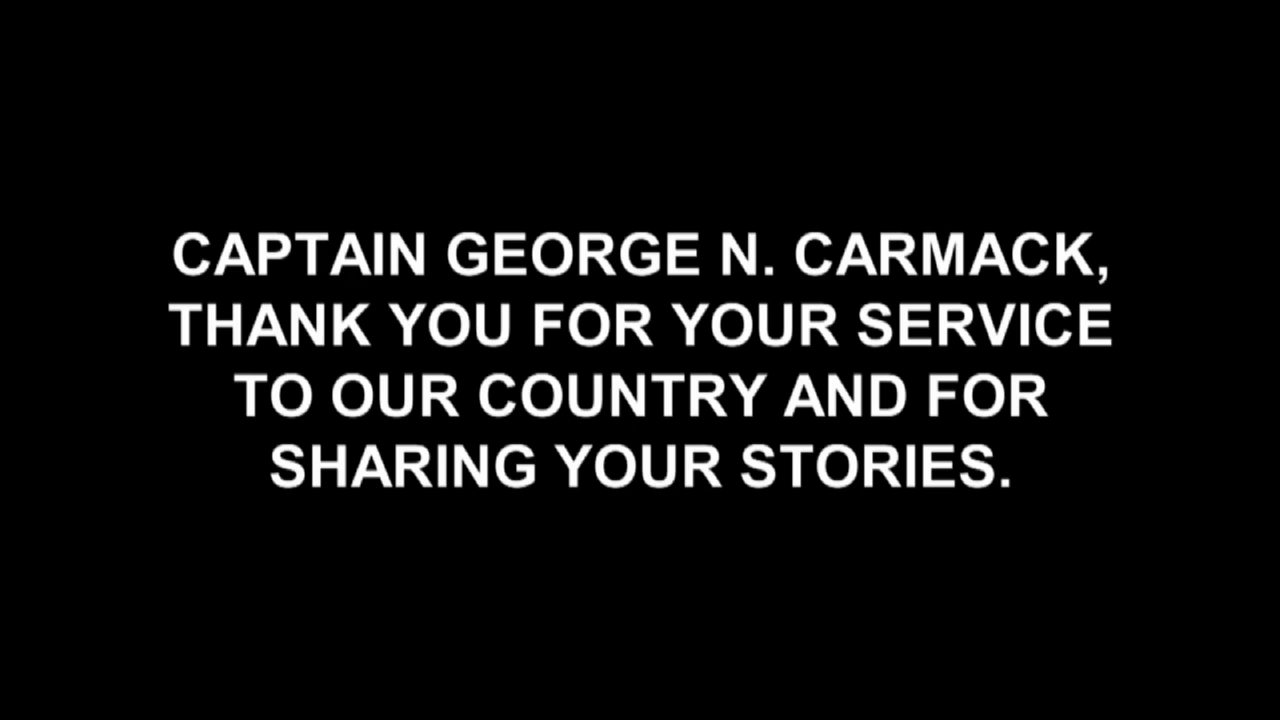 CAPTAIN GEORGE N. CARMACK,
THANK YOU FOR YOUR SERVICE
TO OUR COUNTRY AND FOR
SHARING YOUR STORIES.